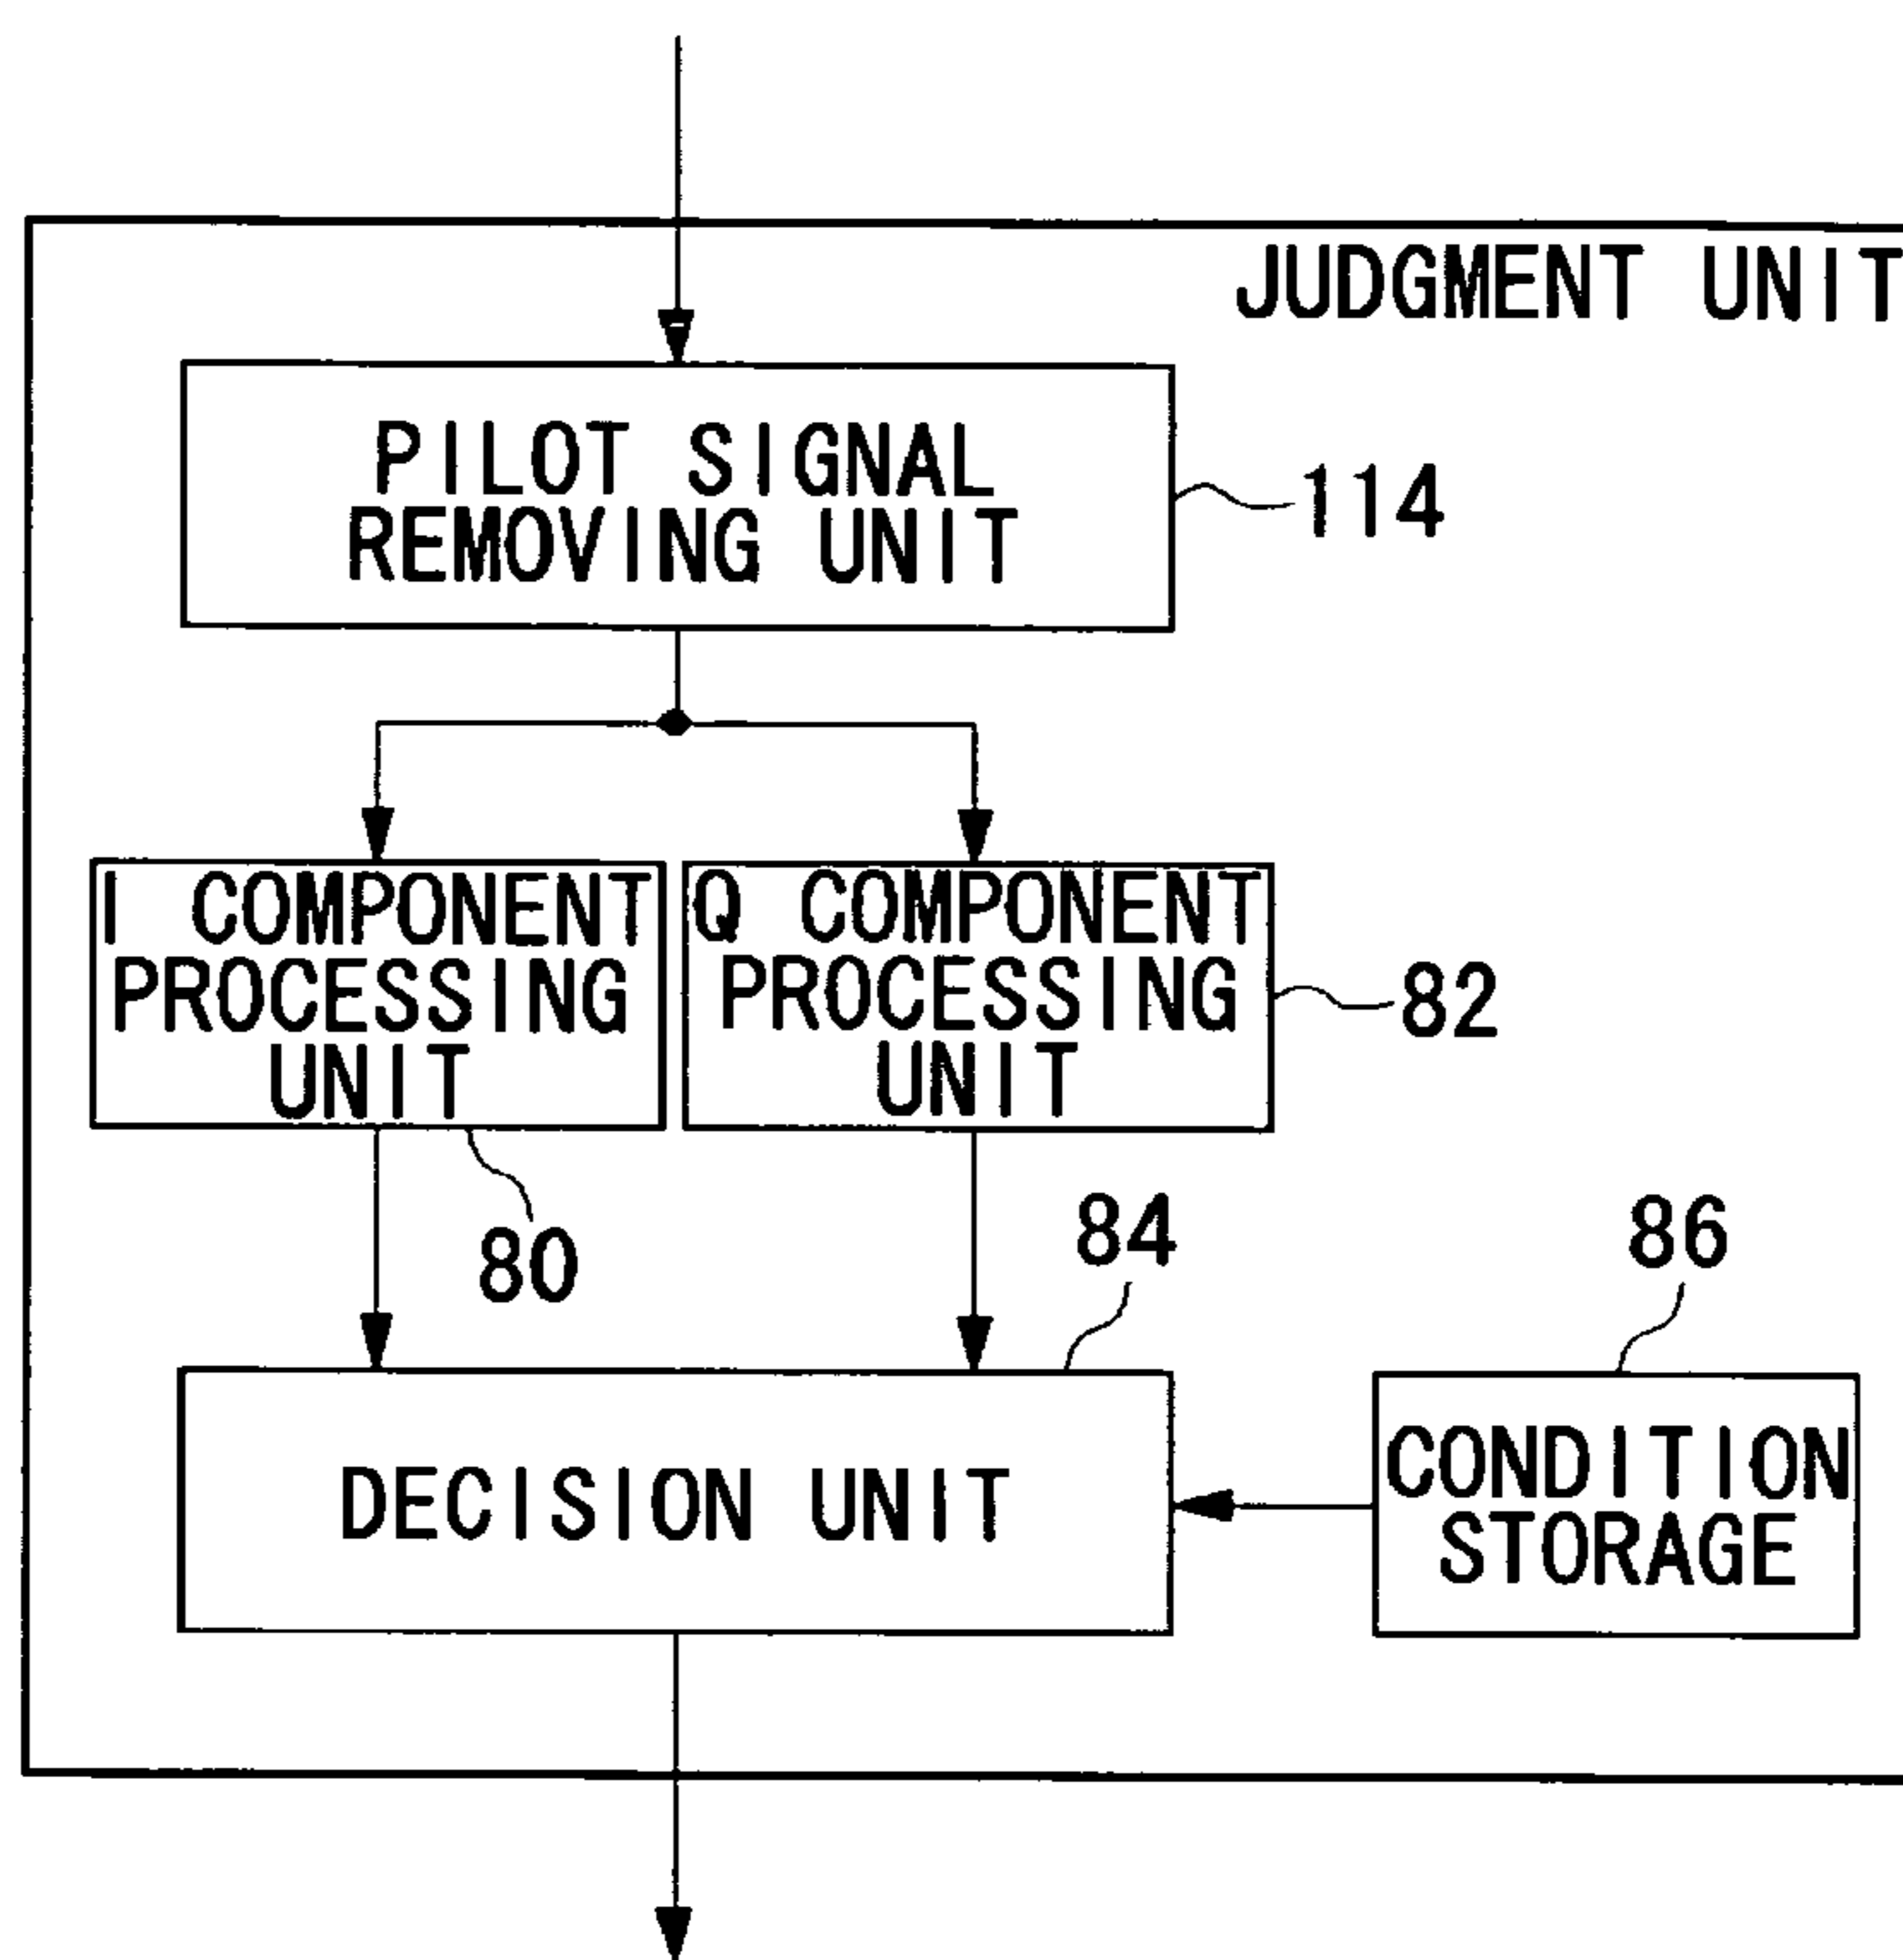 JUDGMENT UNIT
PILOT SIGNAL
REMOVING UNIT
114
I COMPONENT
PROCESSING
UNIT
Q COMPONENT
PROCESSING
UNIT
82
80
84
86
DECISION UNIT
CONDITION
STORAGE